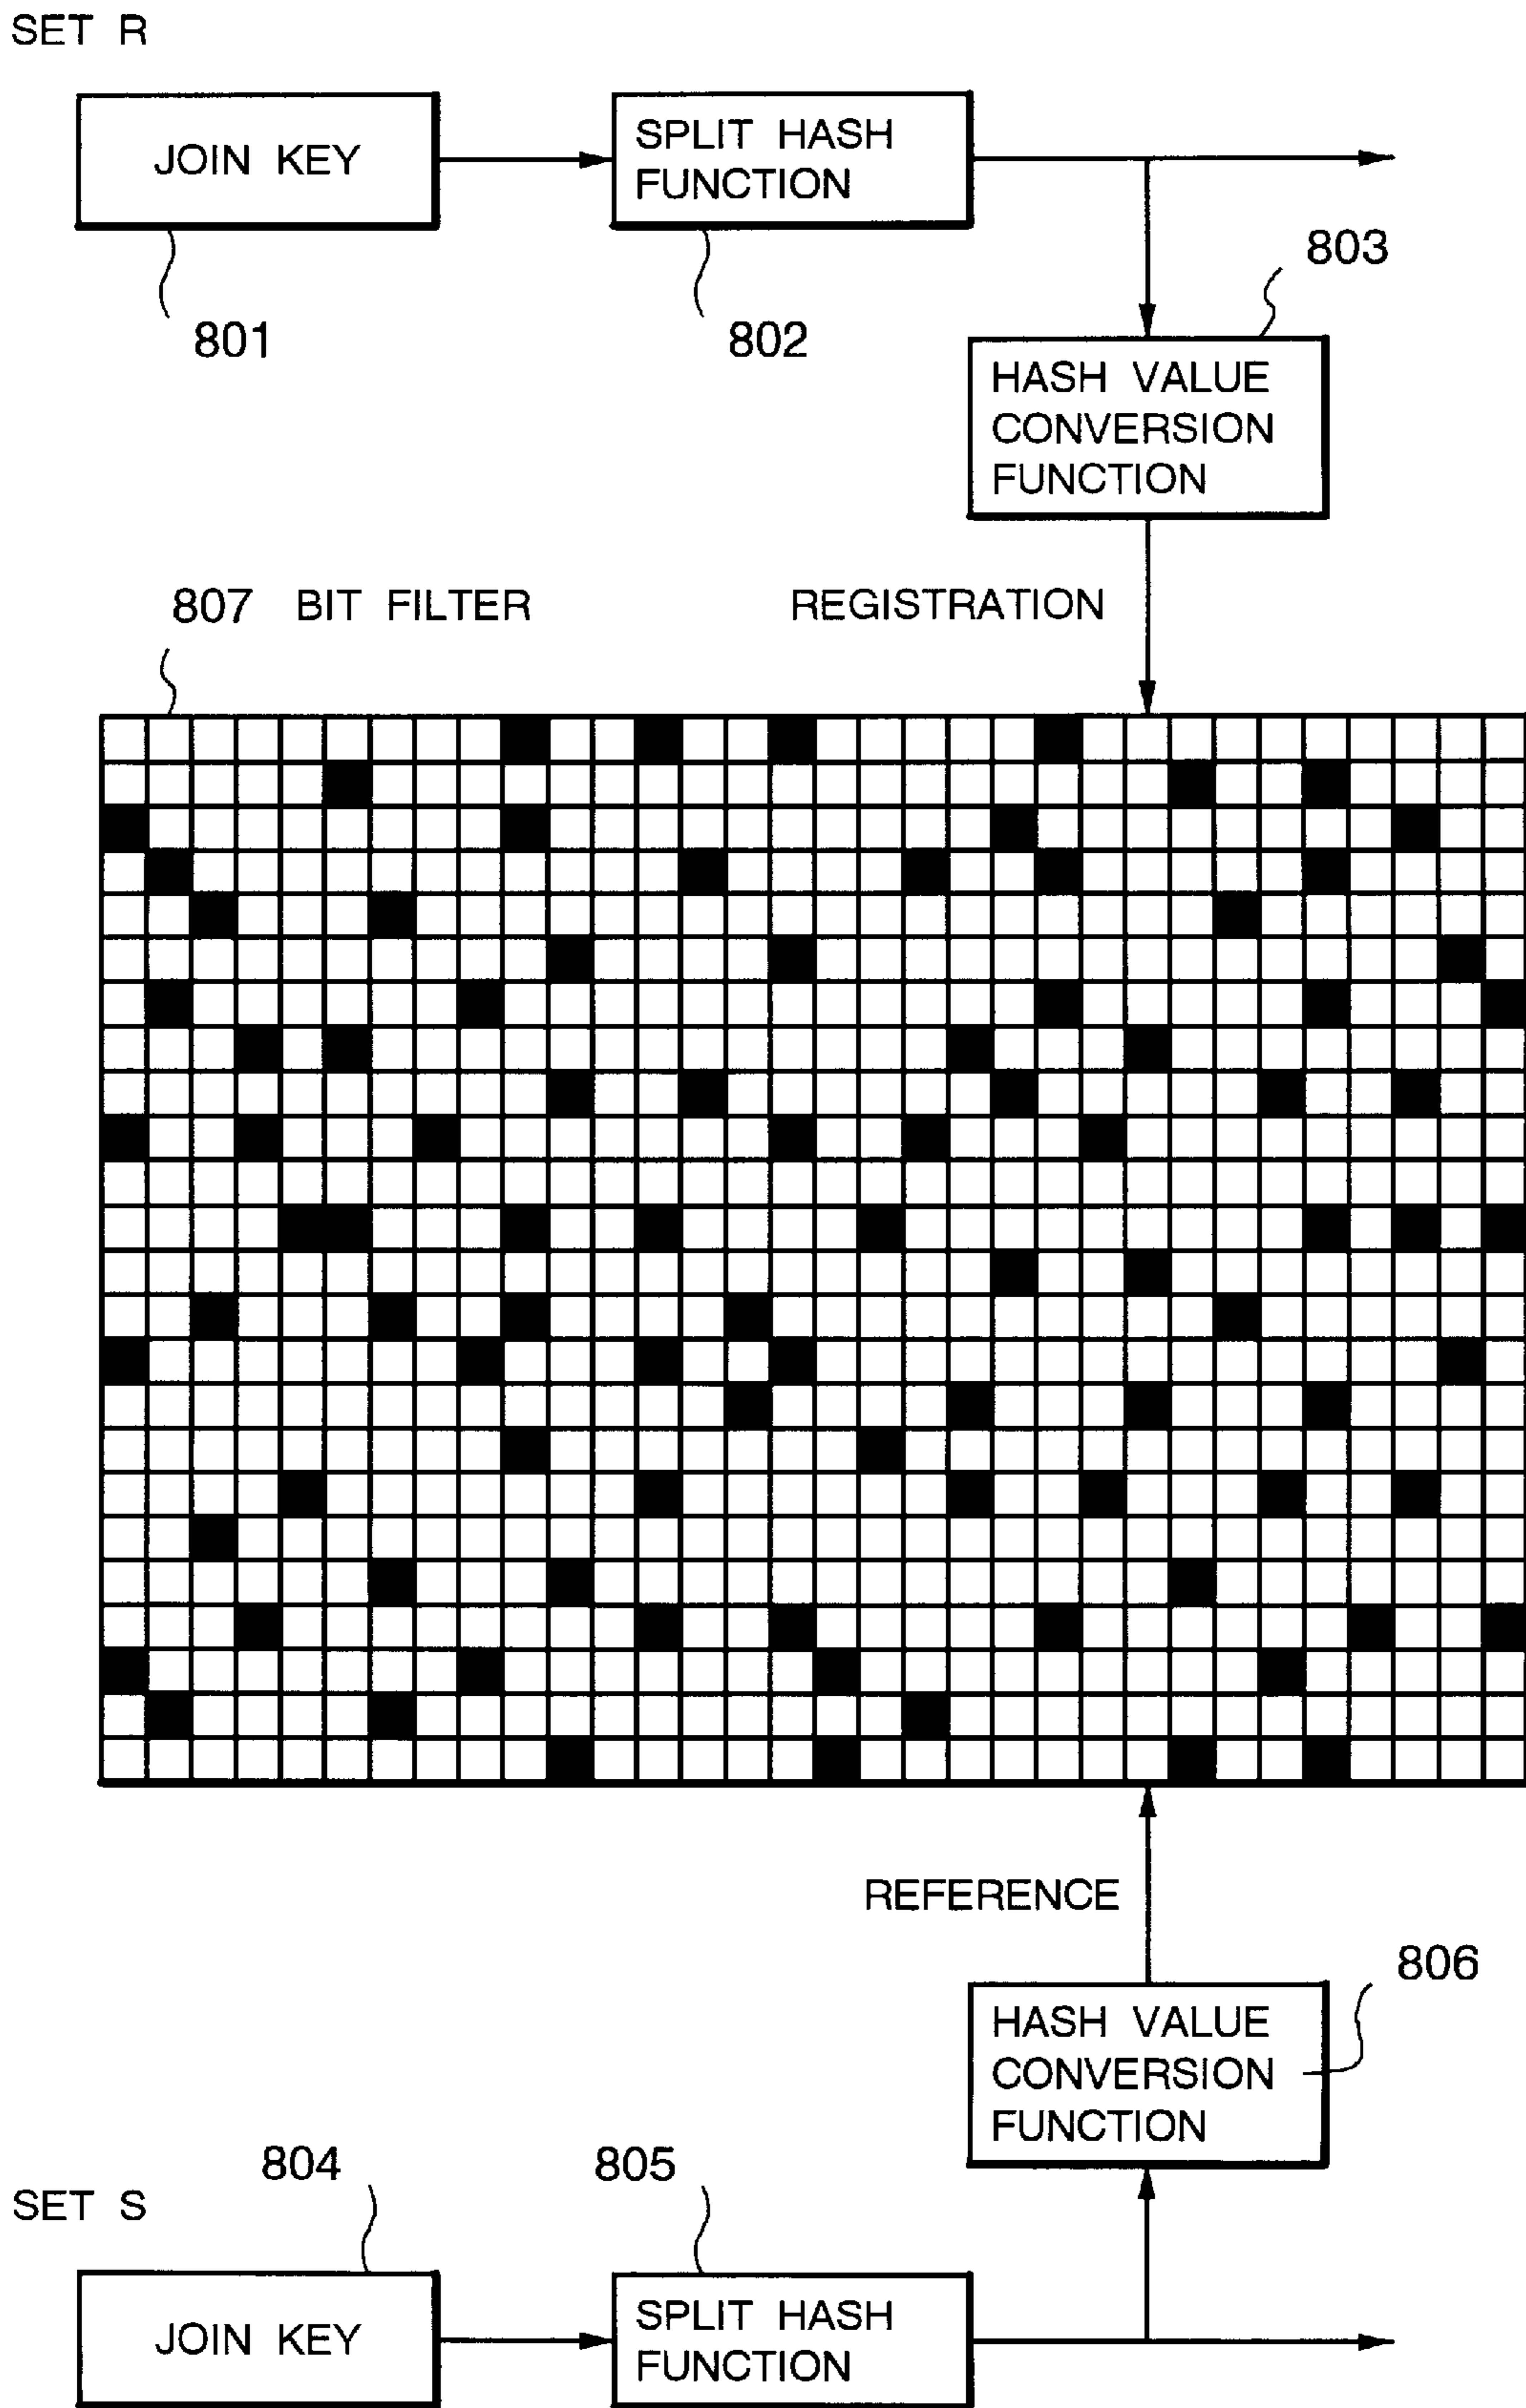 SET R
JOIN KEY
SPLIT HASH
FUNCTION
801
802
803
HASH VALUE
CONVERSION
FUNCTION
807 BIT FILTER
REGISTRATION
REFERENCE
806
HASH VALUE
CONVERSION
FUNCTION
804
805
SET S
JOIN KEY
SPLIT HASH
FUNCTION